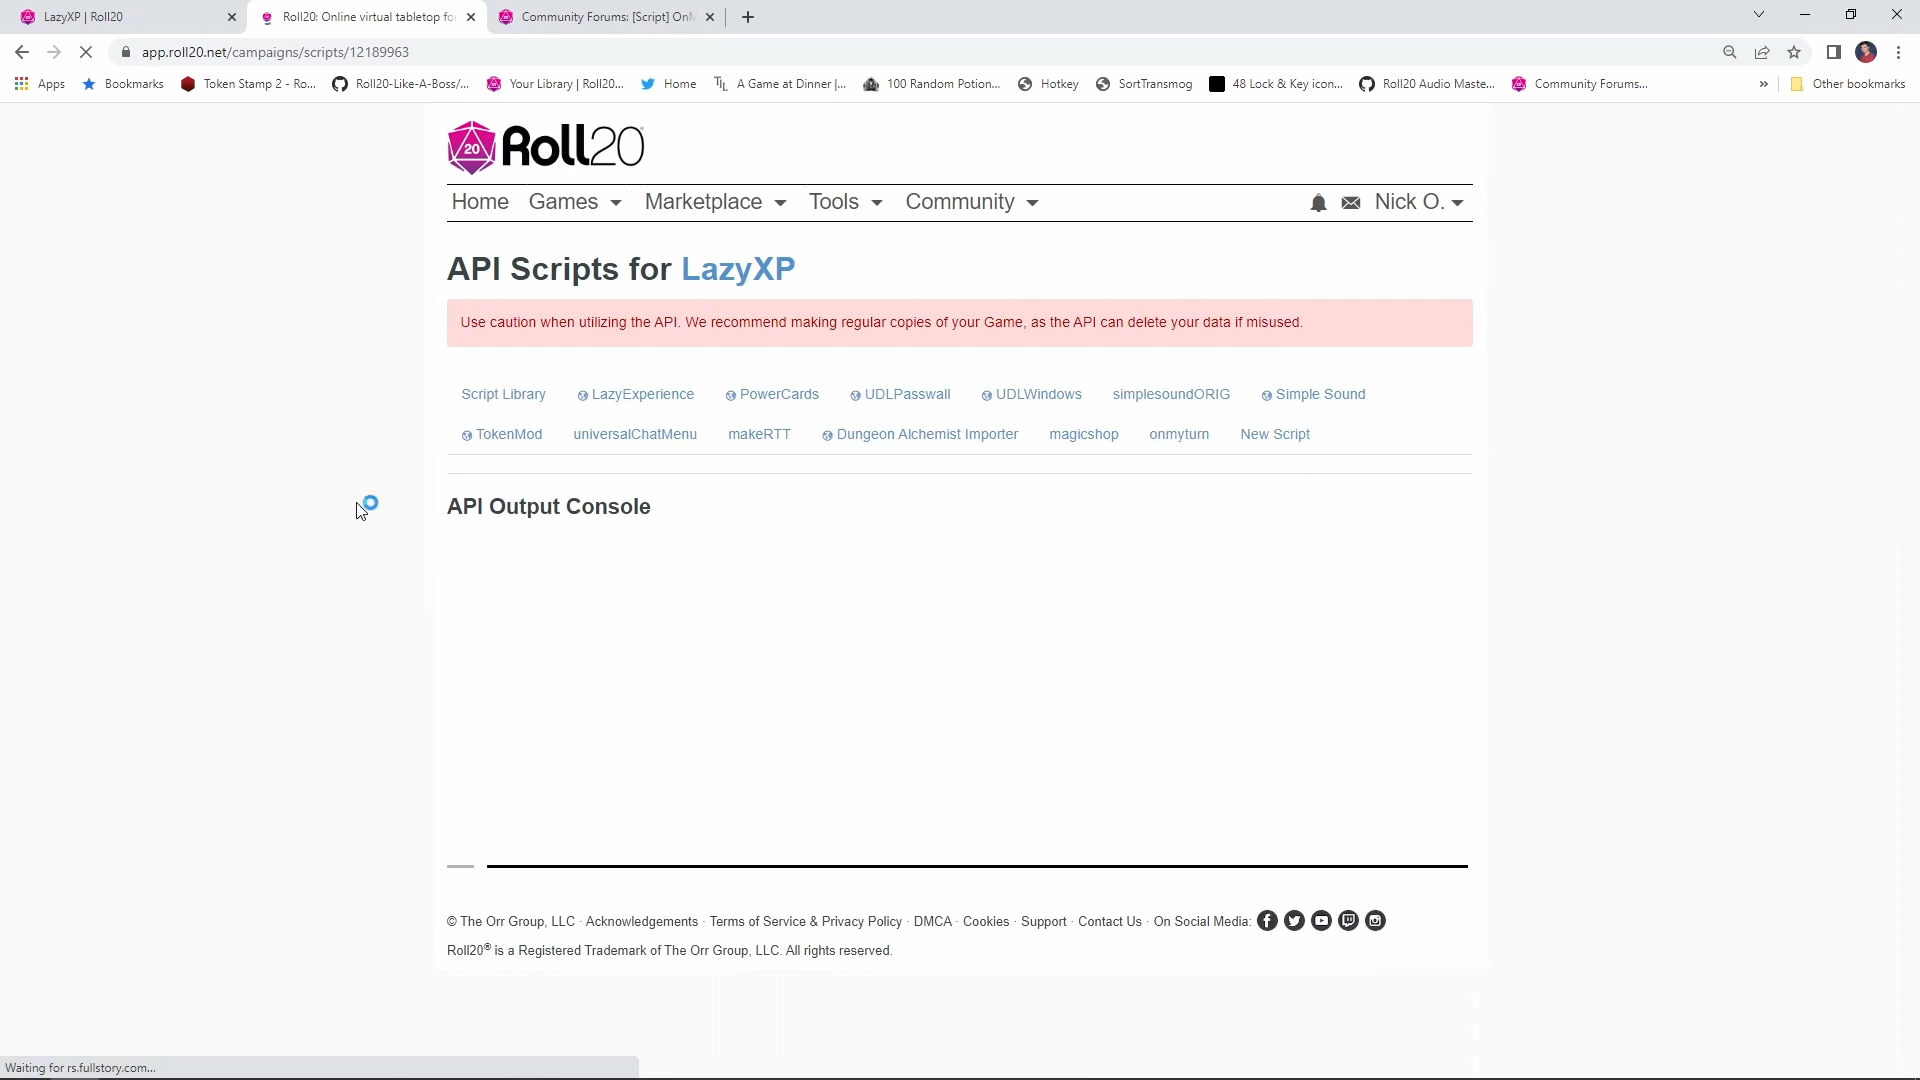 LazyXP | Roll20
Roll20: Online virtual tabletop fo
Community Forums: [Script] OnM
app.roll20.net/campaigns/scripts/12189963
Apps
Bookmarks
Token Stamp 2 - Ro...
Roll20-Like-A-Boss/...
Your Library | Roll20...
Home
A Game at Dinner |...
100 Random Potion...
Hotkey
SortTransmog
48 Lock & Key icon...
Roll20 Audio Maste...
Community Forums...
»
Other bookmarks
20 Roll20
Home Games Marketplace Tools Community Nick O.
API Scripts for LazyXP
Use caution when utilizing the API. We recommend making regular copies of your Game, as the API can delete your data if misused.
Script Library LazyExperience PowerCards UDLPasswall UDLWindows simplesoundORIG Simple Sound
TokenMod universalChatMenu makeRTT Dungeon Alchemist Importer magicshop onmyturn New Script
API Output Console
© The Orr Group, LLC · Acknowledgements · Terms of Service & Privacy Policy · DMCA · Cookies · Support · Contact Us · On Social Media:
Roll20® is a Registered Trademark of The Orr Group, LLC. All rights reserved.
Waiting for rs.fullstory.com...